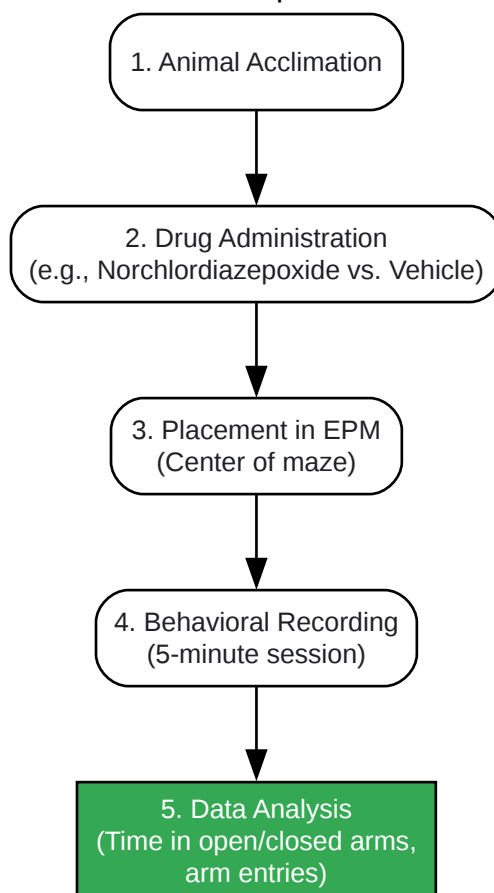 1. Animal Acclimation
2. Drug Administration
(e.g., Norchlordiazepoxide vs. Vehicle)
3. Placement in EPM
(Center of maze)
4. Behavioral Recording
(5-minute session)
5. Data Analysis
(Time in open/closed arms,
arm entries)